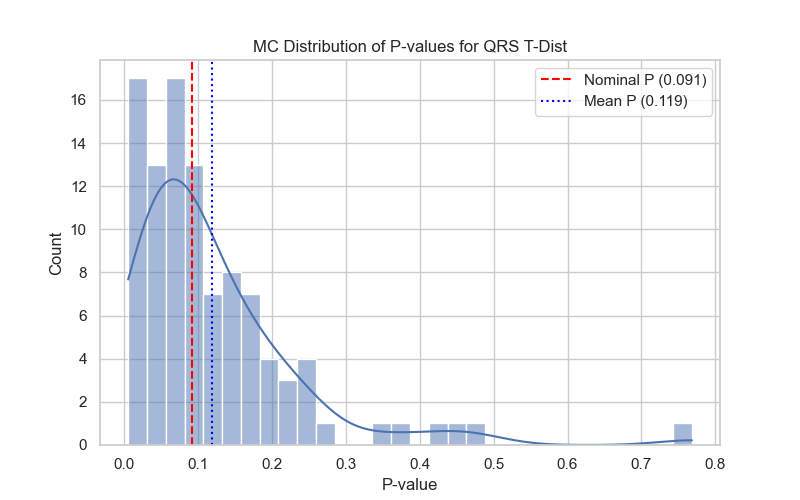 MC Distribution of P-values for QRS T-Dist
Nominal P (0.091)
Mean P (0.119)
16
14
12
10
8
6
4
2
0
Count
0.0 0.1 0.2 0.3 0.4 0.5 0.6 0.7 0.8
P-value